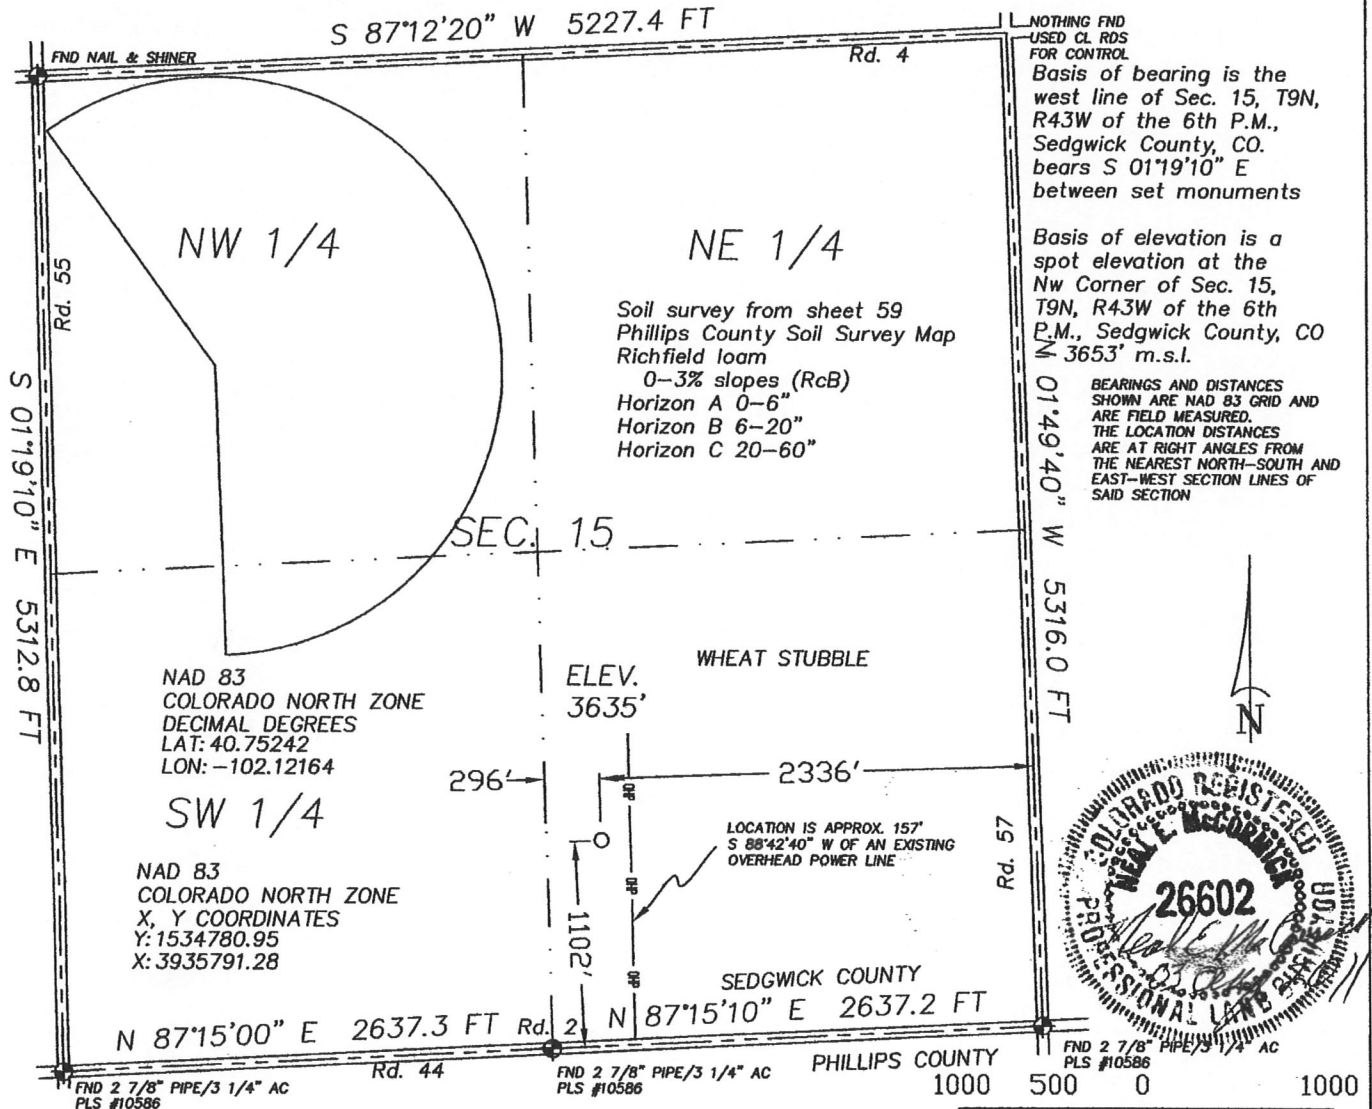 S 87°12'20" W 5227.4 FT
FND NAIL & SHINER
Rd. 4
NOTHING FND
USED CL RDS
FOR CONTROL
Basis of bearing is the
west line of Sec. 15, T9N,
R43W of the 6th P.M.,
Sedgwick County, CO.
bears S 01°19'10" E
between set monuments
Basis of elevation is a
spot elevation at the
Nw Corner of Sec. 15,
T9N, R43W of the 6th
P.M., Sedgwick County, CO
3653' m.s.l.
BEARINGS AND DISTANCES
SHOWN ARE NAD 83 GRID AND
ARE FIELD MEASURED.
THE LOCATION DISTANCES
ARE AT RIGHT ANGLES FROM
THE NEAREST NORTH-SOUTH AND
EAST-WEST SECTION LINES OF
SAID SECTION
NW 1/4
NE 1/4
Rd. 55
Soil survey from sheet 59
Phillips County Soil Survey Map
Richfield loam
0-3% slopes (RcB)
Horizon A 0-6"
Horizon B 6-20"
Horizon C 20-60"
S 01°19'10" E 5312.8 FT
N 01°49'40" W 5316.0 FT
SEC. 15
WHEAT STUBBLE
NAD 83
COLORADO NORTH ZONE
DECIMAL DEGREES
LAT: 40.75242
LON: -102.12164
ELEV.
3635'
N
296'
2336'
SW 1/4
OHP
LOCATION IS APPROX. 157'
S 88°42'40" W OF AN EXISTING
OVERHEAD POWER LINE
Rd. 57
NAD 83
COLORADO NORTH ZONE
X, Y COORDINATES
Y: 1534780.95
X: 3935791.28
1102'
OHP
OHP
COLORADO REGISTERED
NEAL E. McCORMICK
26602
PROFESSIONAL LAND
SEDGWICK COUNTY
N 87°15'00" E 2637.3 FT
Rd. 2
N 87°15'10" E 2637.2 FT
Rd. 44
PHILLIPS COUNTY
FND 2 7/8" PIPE/3 1/4" AC
PLS #10586
FND 2 7/8" PIPE/3 1/4" AC
PLS #10586
FND 2 7/8" PIPE/3 1/4" AC
PLS #10586
1000 500 0 1000